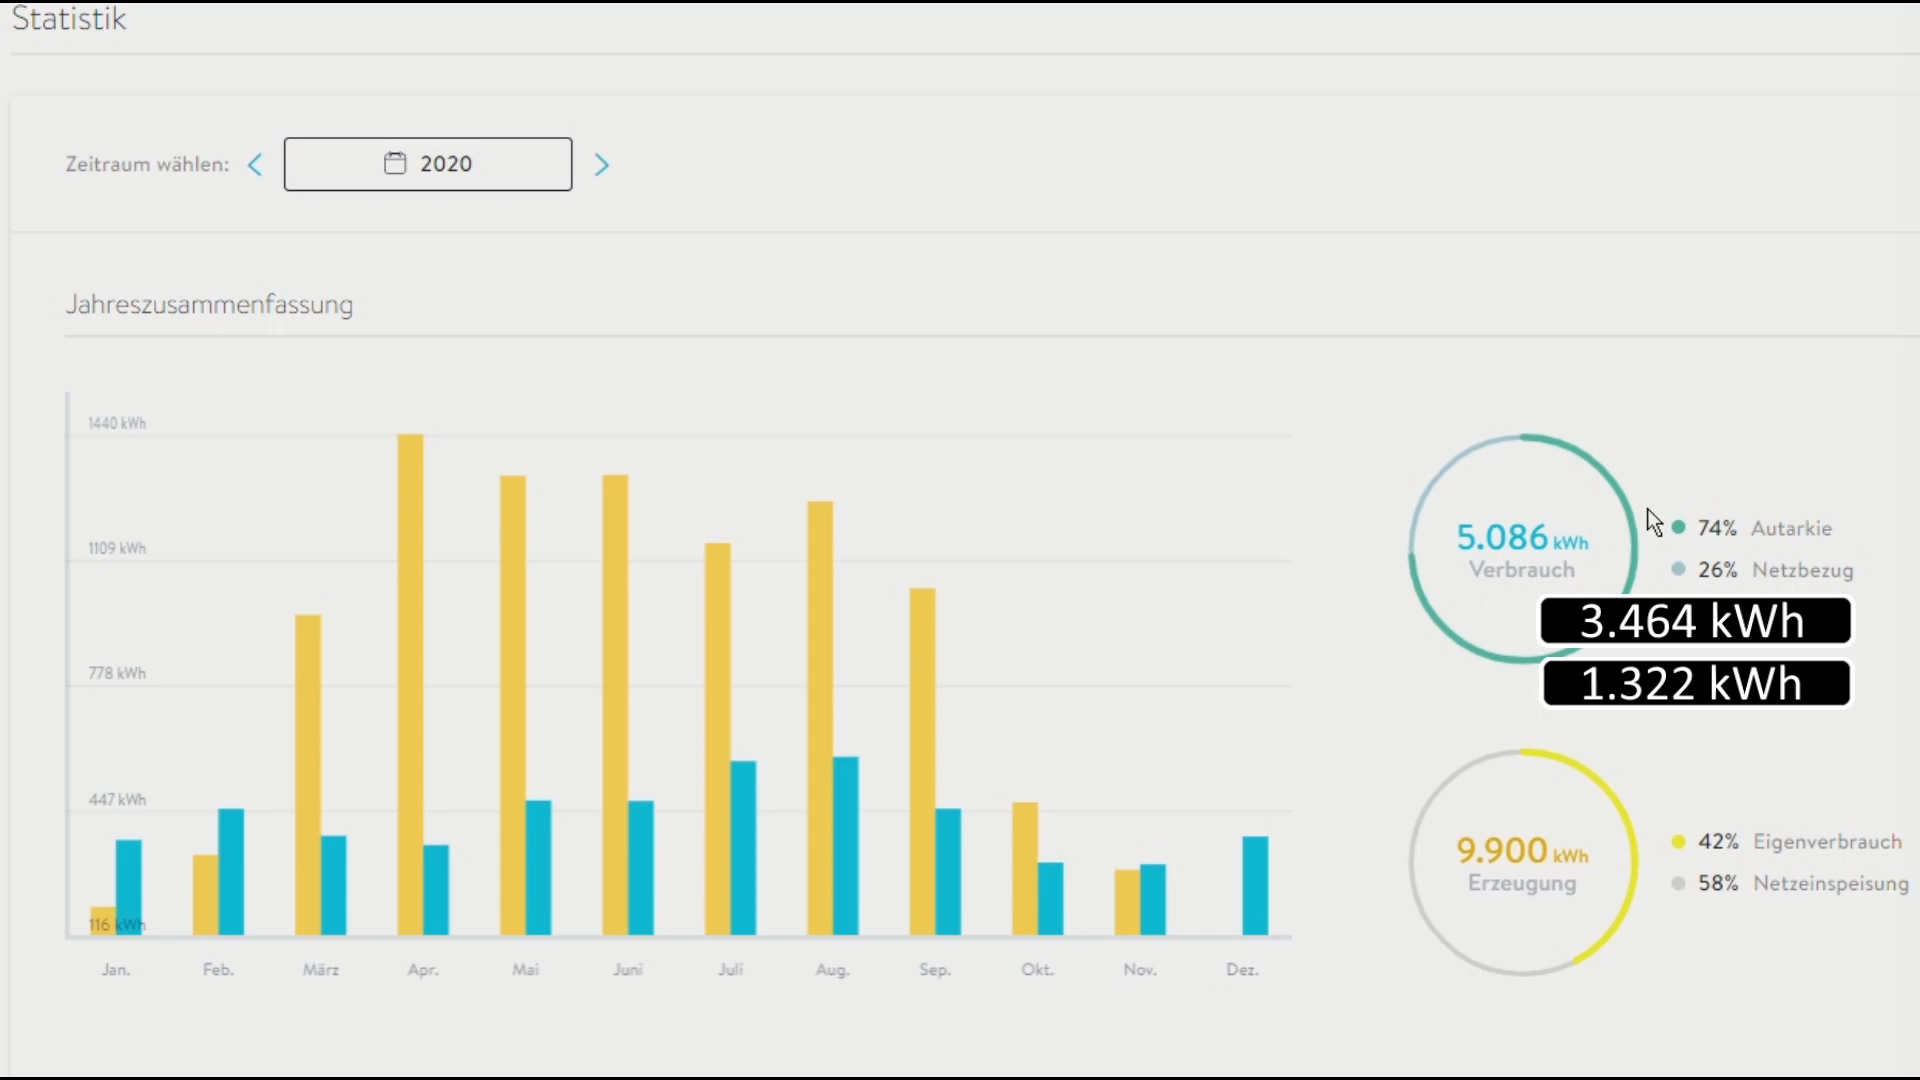 Statistik
Zeitraum wählen:
2020
Jahreszusammenfassung
1440 kWh
1109 kWh
778 kWh
447 kWh
116 kWh
Jan.
Feb.
März
Apr.
Mai
Juni
Juli
Aug.
Sep.
Okt.
Nov.
Dez.
5.086 kWh
Verbrauch
74% Autarkie
26% Netzbezug
3.464 kWh
1.322 kWh
9.900 kWh
Erzeugung
42% Eigenverbrauch
58% Netzeinspeisung